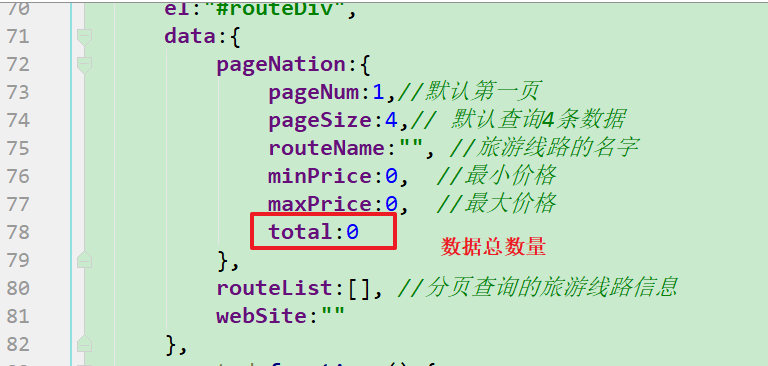 70 el:"#routeDiv",
71 data:{
72 pageNation:{
73 pageNum:1,//默认第一页
74 pageSize:4,// 默认查询4条数据
75 routeName:"", //旅游线路的名字
76 minPrice:0, //最小价格
77 maxPrice:0, //最大价格
78 total:0 数据总数量
79 },
80 routeList:[], //分页查询的旅游线路信息
81 webSite:""
82 },